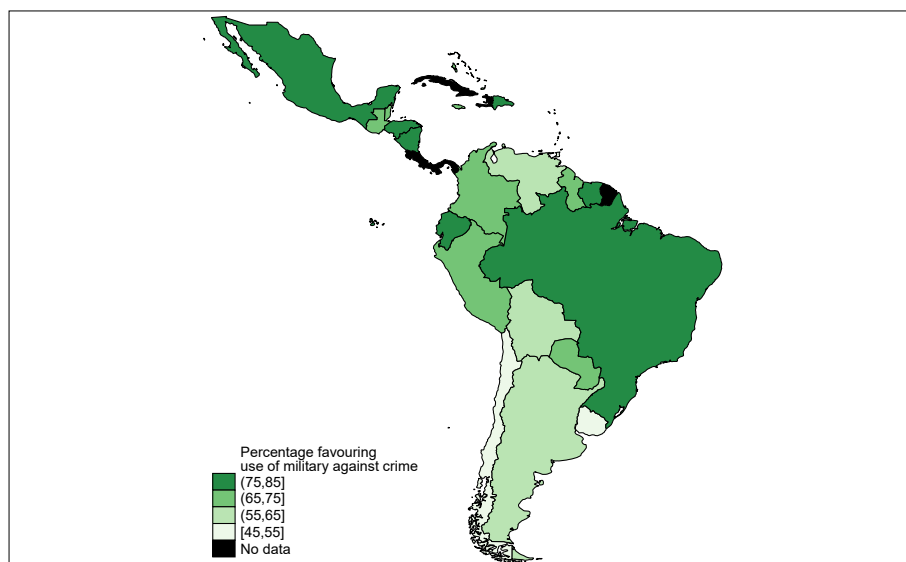 Percentage favouring
use of military against crime
(75,85]
(65,75]
(55,65]
[45,55]
No data